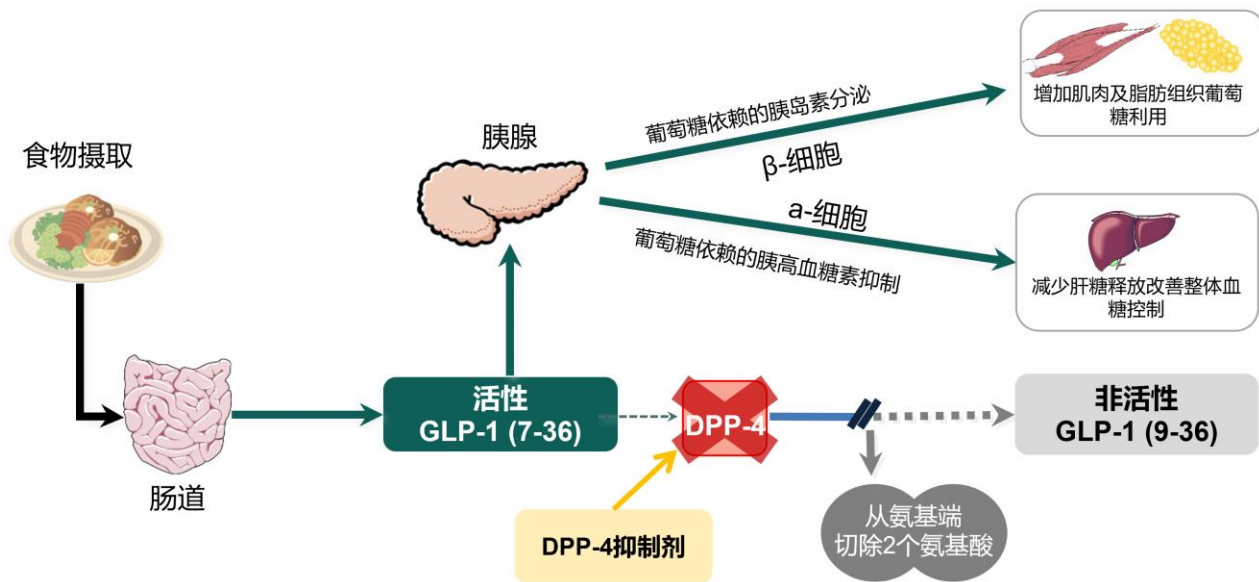 增加肌肉及脂肪组织葡萄
糖利用
葡萄糖依赖的胰岛素分泌
β-细胞
胰腺
食物摄取
a-细胞
葡萄糖依赖的胰高血糖素抑制
减少肝糖释放改善整体血
糖控制
活性
GLP-1 (7-36)
DPP-4
非活性
GLP-1 (9-36)
肠道
DPP-4抑制剂
从氨基端
切除2个氨基酸